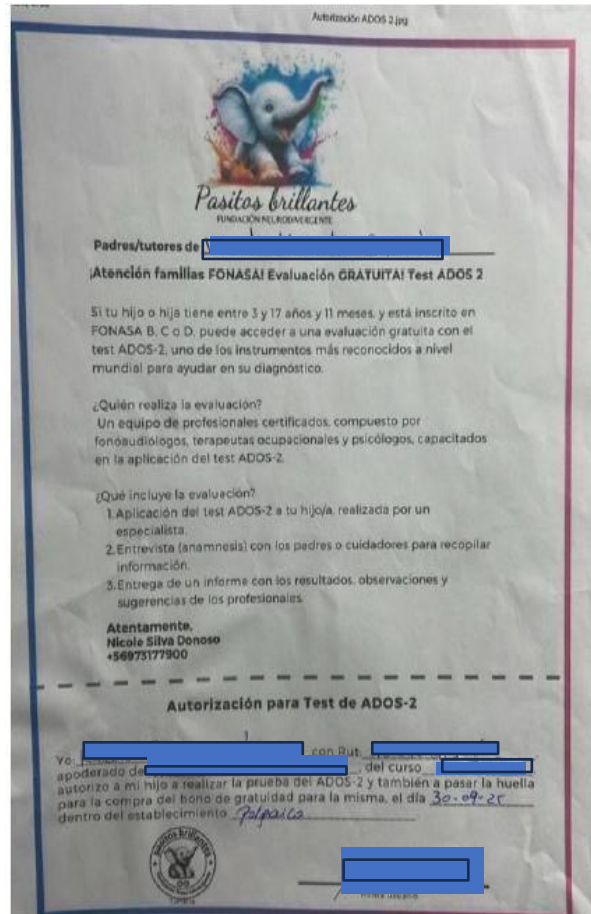 Autorización ADOS 2.jpg
Pasitos brillantes
FUNDACIÓN NEURODIVERGENTE
Padres/tutores de
¡Atención familias FONASA! Evaluación GRATUITA! Test ADOS 2
Si tu hijo o hija tiene entre 3 y 17 años y 11 meses, y está inscrito en
FONASA B, C o D, puede acceder a una evaluación gratuita con el
test ADOS-2, uno de los instrumentos más reconocidos a nivel
mundial para ayudar en su diagnóstico.
¿Quién realiza la evaluación?
Un equipo de profesionales certificados, compuesto por
fonoaudiólogos, terapeutas ocupacionales y psicólogos, capacitados
en la aplicación del test ADOS-2.
¿Qué incluye la evaluación?
1. Aplicación del test ADOS-2 a tu hijo/a, realizada por un
especialista.
2. Entrevista (anamnesis) con los padres o cuidadores para recopilar
información.
3. Entrega de un informe con los resultados, observaciones y
sugerencias de los profesionales.
Atentamente,
Nicole Silva Donoso
+56973177900
Autorización para Test de ADOS-2
Yo: con Rut:
apoderado de , del curso
autorizo a mi hijo a realizar la prueba del ADOS-2 y también a pasar la huella
para la compra del bono de gratuidad para la misma, el día 30-09-25
dentro del establecimiento Polpaico
pasitos brillantes
usuario